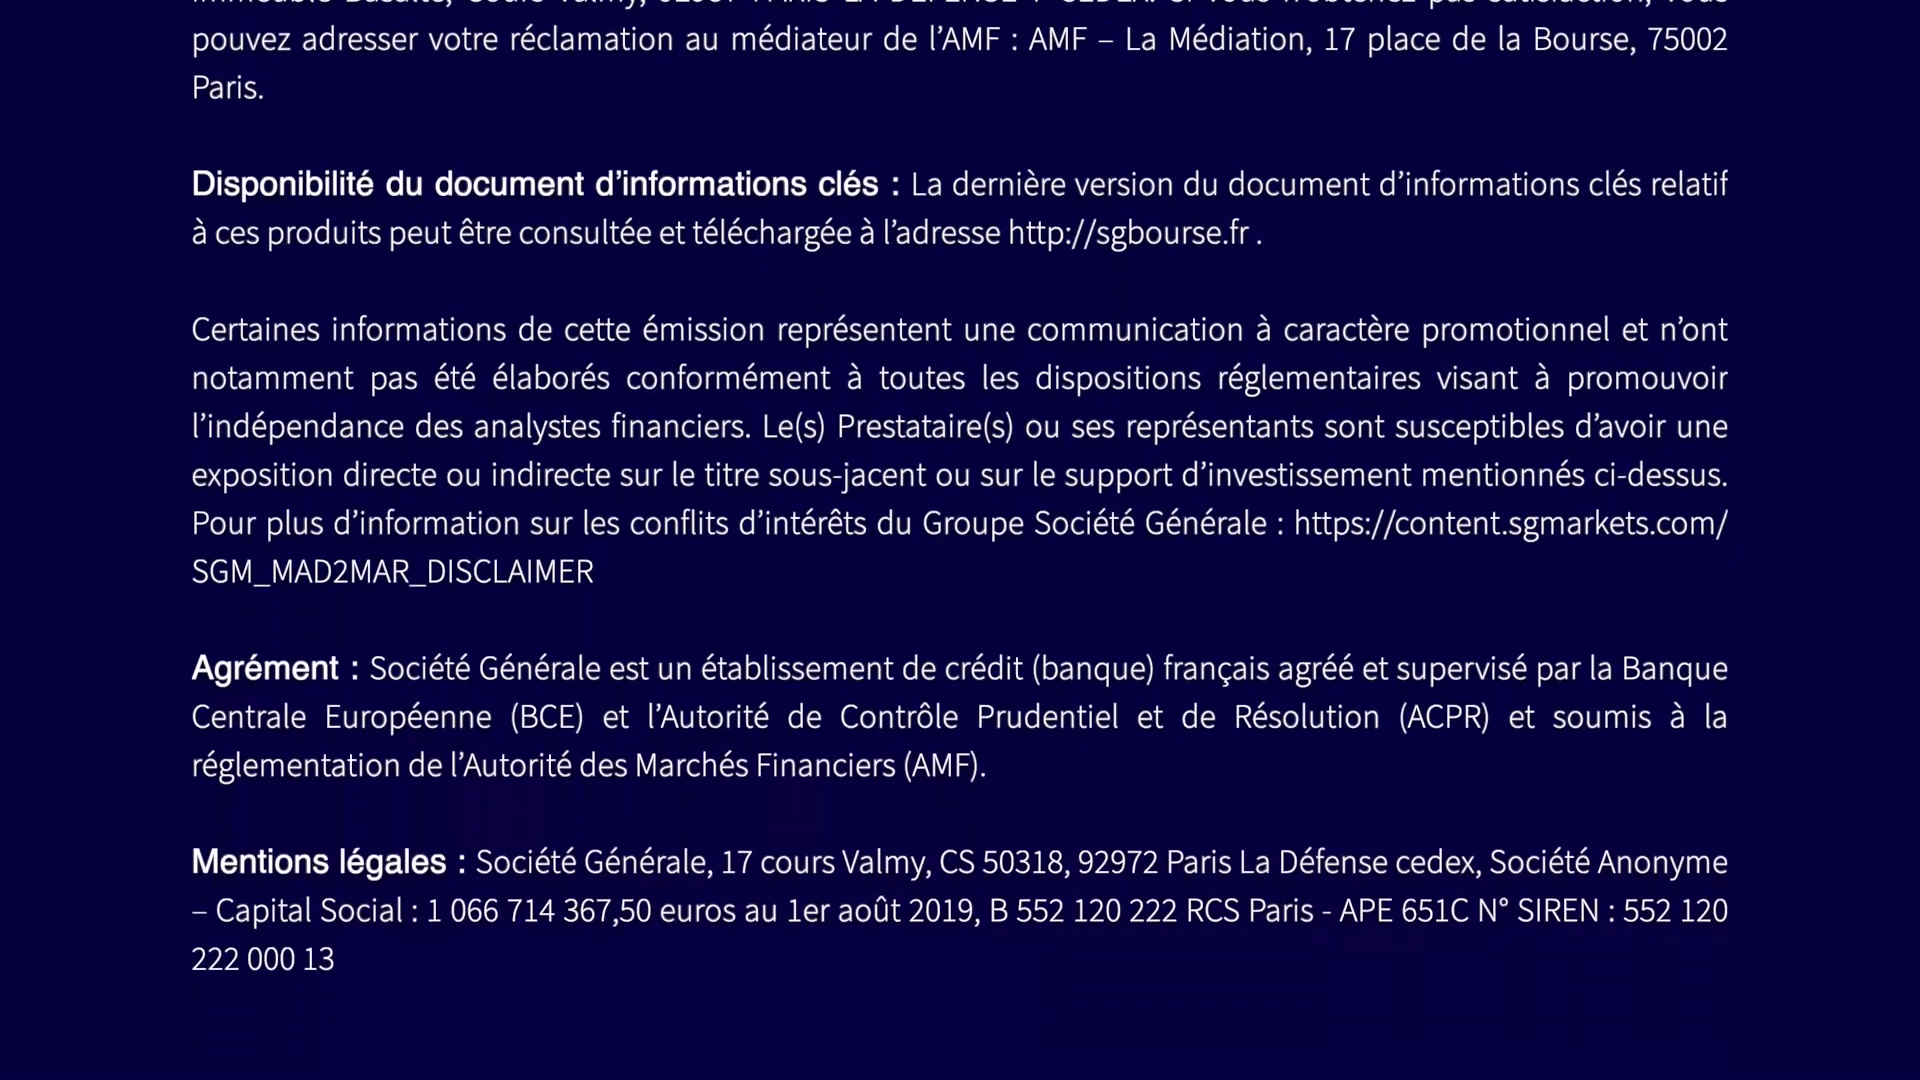 pouvez adresser votre réclamation au médiateur de l’AMF : AMF – La Médiation, 17 place de la Bourse, 75002
Paris.
Disponibilité du document d’informations clés : La dernière version du document d’informations clés relatif
à ces produits peut être consultée et téléchargée à l’adresse http://sgbourse.fr .
Certaines informations de cette émission représentent une communication à caractère promotionnel et n’ont
notamment pas été élaborés conformément à toutes les dispositions réglementaires visant à promouvoir
l’indépendance des analystes financiers. Le(s) Prestataire(s) ou ses représentants sont susceptibles d’avoir une
exposition directe ou indirecte sur le titre sous-jacent ou sur le support d’investissement mentionnés ci-dessus.
Pour plus d’information sur les conflits d’intérêts du Groupe Société Générale : https://content.sgmarkets.com/
SGM_MAD2MAR_DISCLAIMER
Agrément : Société Générale est un établissement de crédit (banque) français agréé et supervisé par la Banque
Centrale Européenne (BCE) et l’Autorité de Contrôle Prudentiel et de Résolution (ACPR) et soumis à la
réglementation de l’Autorité des Marchés Financiers (AMF).
Mentions légales : Société Générale, 17 cours Valmy, CS 50318, 92972 Paris La Défense cedex, Société Anonyme
– Capital Social : 1 066 714 367,50 euros au 1er août 2019, B 552 120 222 RCS Paris - APE 651C N° SIREN : 552 120
222 000 13